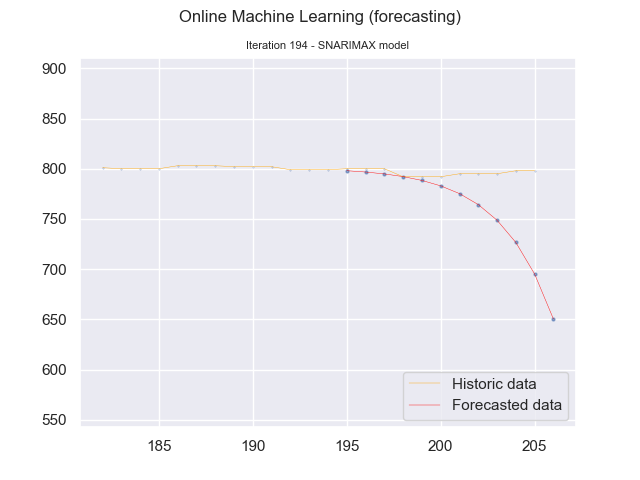 Online Machine Learning (forecasting)
Iteration 194 - SNARIMAX model
900
850
800
750
700
650
600
550
185 190 195 200 205
Historic data
Forecasted data